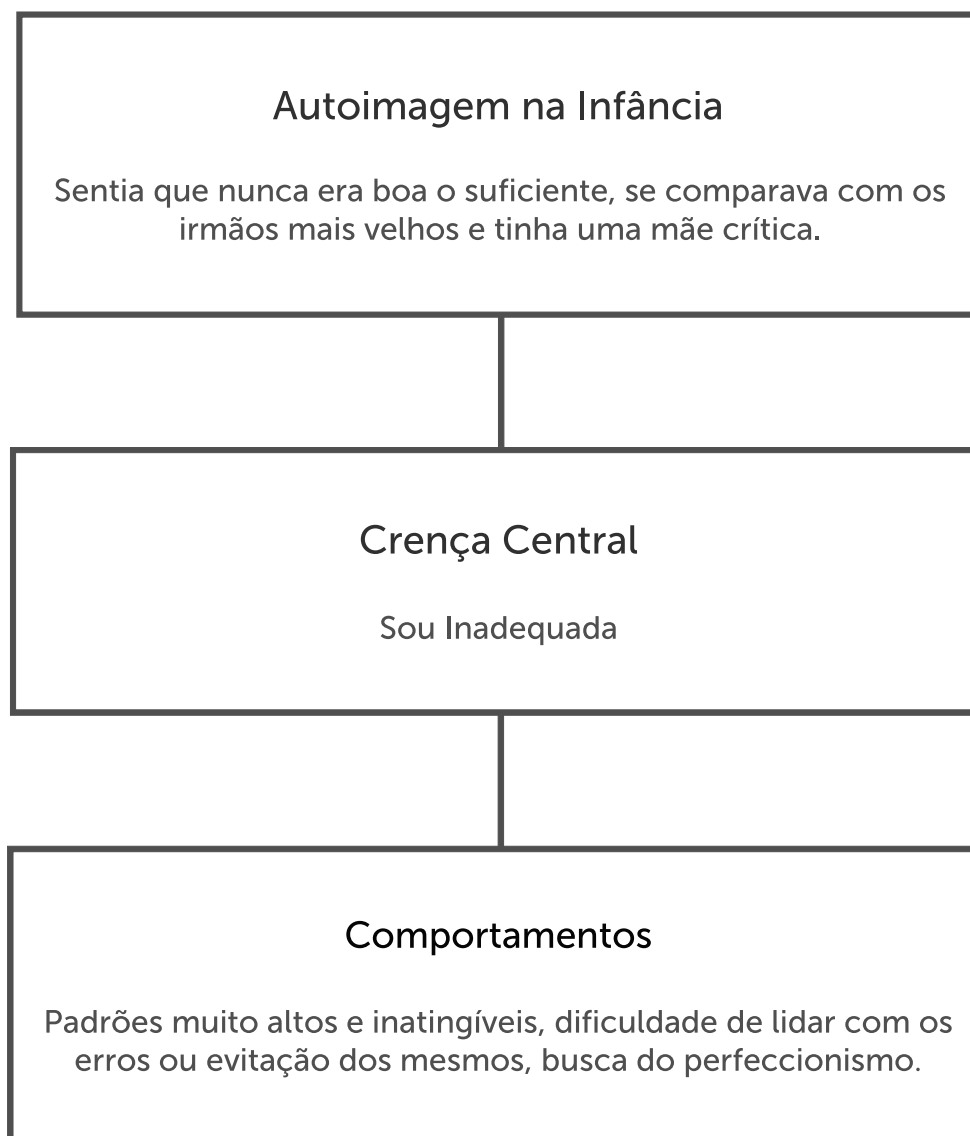 Autoimagem na Infância
Sentia que nunca era boa o suficiente, se comparava com os
irmãos mais velhos e tinha uma mãe crítica.
Crença Central
Sou Inadequada
Comportamentos
Padrões muito altos e inatingíveis, dificuldade de lidar com os
erros ou evitação dos mesmos, busca do perfeccionismo.